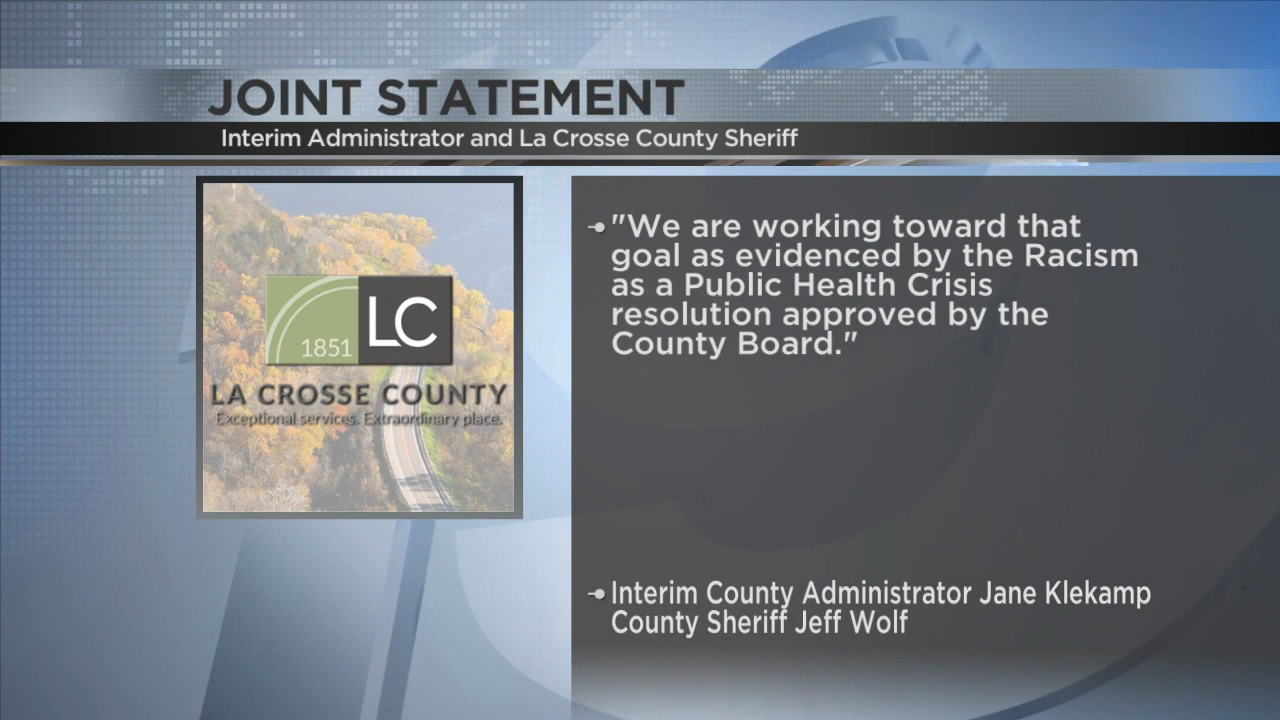 JOINT STATEMENT
Interim Administrator and La Crosse County Sheriff
1851 LC
LA CROSSE COUNTY
Exceptional services. Extraordinary place.
"We are working toward that
goal as evidenced by the Racism
as a Public Health Crisis
resolution approved by the
County Board."
Interim County Administrator Jane Klekamp
County Sheriff Jeff Wolf